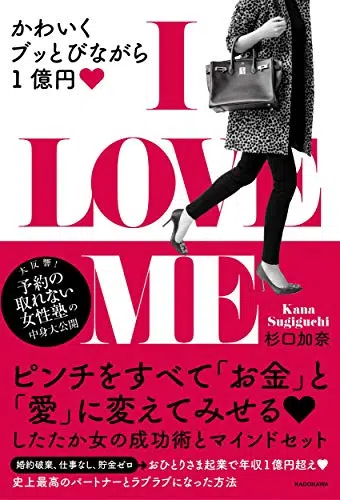 かわいく
ブッとびながら
1億円♥
I
LOVE
ME
大反響！
予約の
取れない
女性塾の
中身大公開
Kana
Sugiguchi
杉口加奈
ピンチをすべて「お金」と
「愛」に変えてみせる♥
したたか女の成功術とマインドセット
婚約破棄、仕事なし、貯金ゼロ→おひとりさま起業で年収1億円超え♥
史上最高のパートナーとラブラブになった方法
KADOKAWA